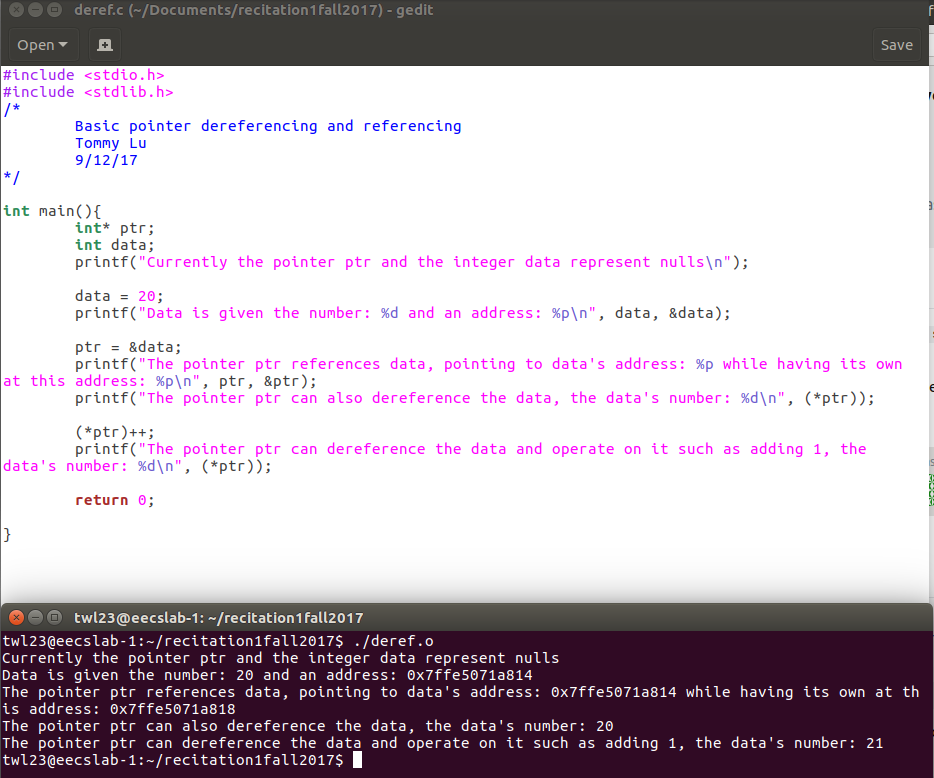 deref.c (~/Documents/recitation1fall2017) - gedit
Open
Save
#include <stdio.h>
#include <stdlib.h>
/*
Basic pointer dereferencing and referencing
Tommy Lu
9/12/17
*/
int main(){
int* ptr;
int data;
printf("Currently the pointer ptr and the integer data represent nulls\n");
data = 20;
printf("Data is given the number: %d and an address: %p\n", data, &data);
ptr = &data;
printf("The pointer ptr references data, pointing to data's address: %p while having its own
at this address: %p\n", ptr, &ptr);
printf("The pointer ptr can also dereference the data, the data's number: %d\n", (*ptr));
(*ptr)++;
printf("The pointer ptr can dereference the data and operate on it such as adding 1, the
data's number: %d\n", (*ptr));
return 0;
}
twl23@eecslab-1: ~/recitation1fall2017
twl23@eecslab-1:~/recitation1fall2017$ ./deref.o
Currently the pointer ptr and the integer data represent nulls
Data is given the number: 20 and an address: 0x7ffe5071a814
The pointer ptr references data, pointing to data's address: 0x7ffe5071a814 while having its own at th
is address: 0x7ffe5071a818
The pointer ptr can also dereference the data, the data's number: 20
The pointer ptr can dereference the data and operate on it such as adding 1, the data's number: 21
twl23@eecslab-1:~/recitation1fall2017$